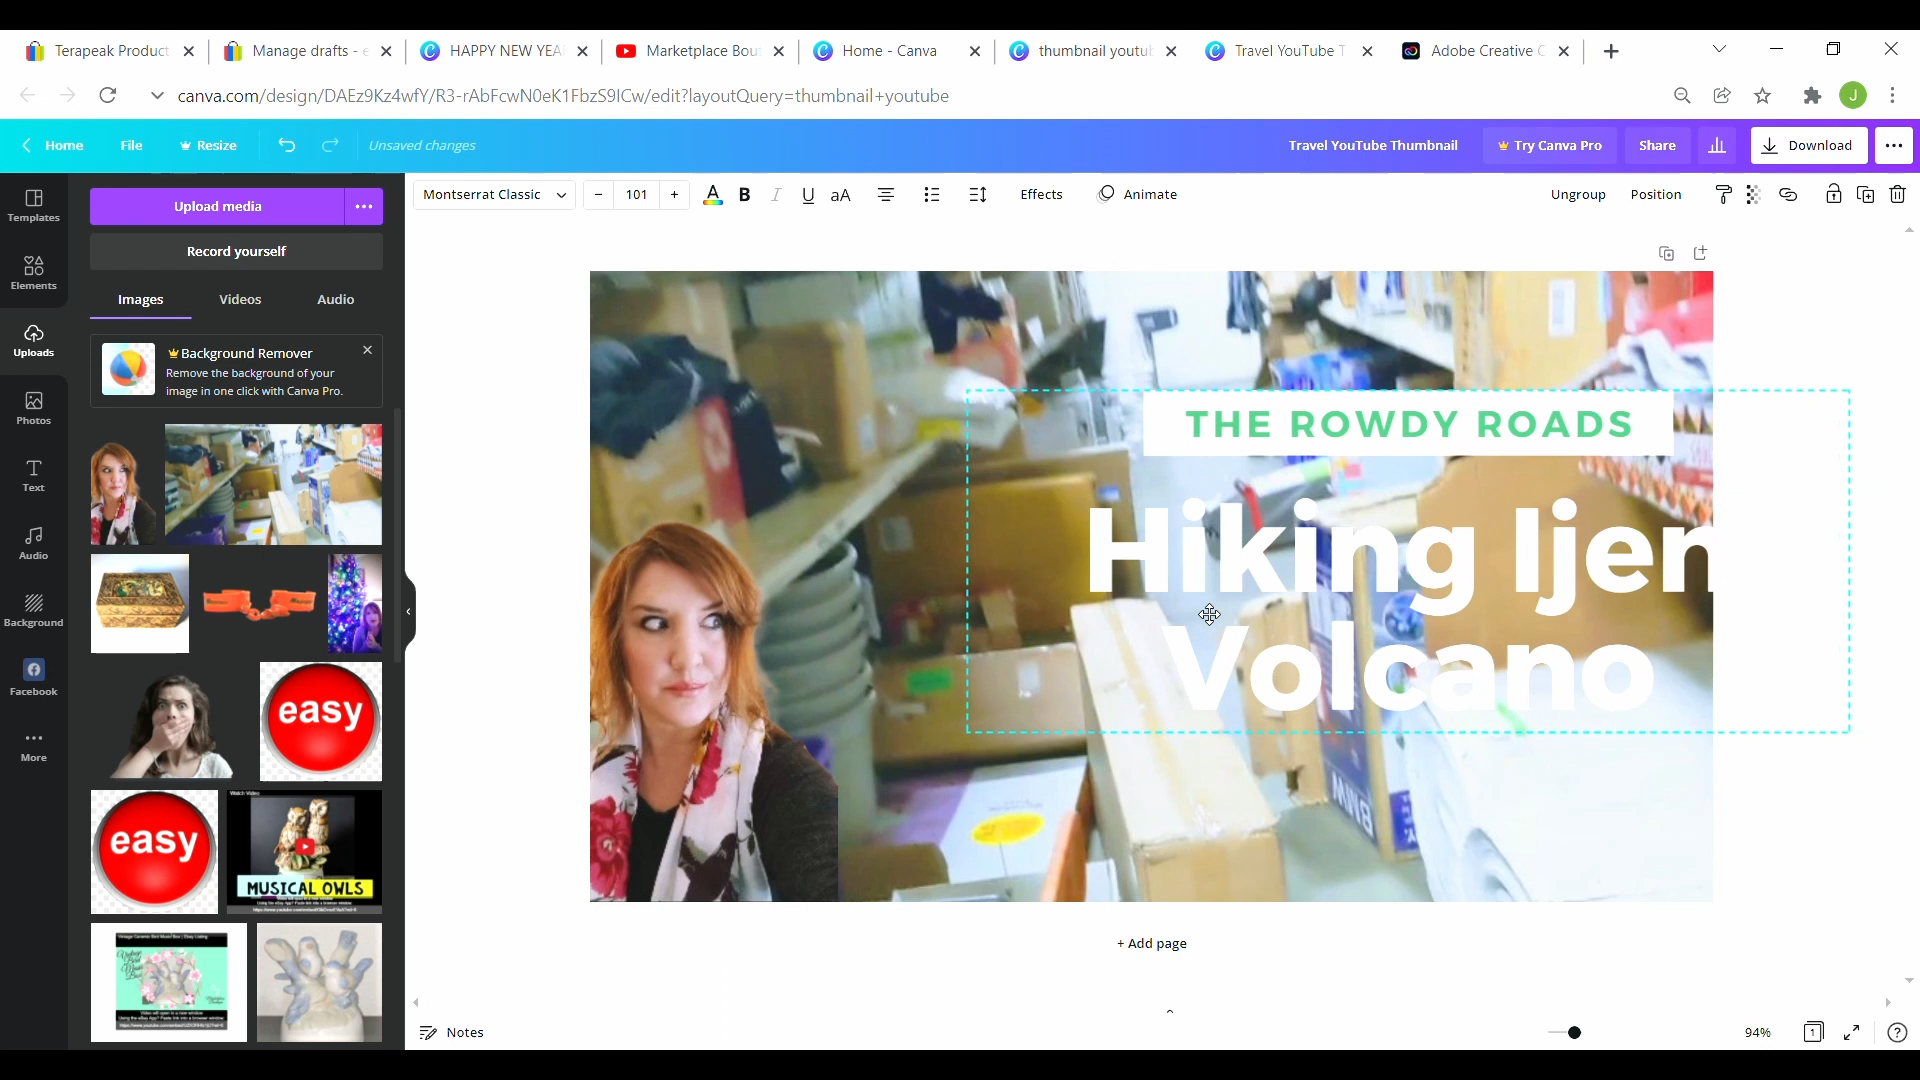 Terapeak Product
Manage drafts - e
HAPPY NEW YEA
Marketplace Bou
Home - Canva
thumbnail youtu
Travel YouTube T
Adobe Creative C
canva.com/design/DAEz9Kz4wfY/R3-rAbFcwN0eK1FbzS9ICw/edit?layoutQuery=thumbnail+youtube
J
Home
File
Resize
Unsaved changes
Travel YouTube Thumbnail
Try Canva Pro
Share
Download
Templates
Elements
Uploads
Photos
Text
Audio
Background
Facebook
More
Upload media
Record yourself
Images
Videos
Audio
Background Remover
Remove the background of your
image in one click with Canva Pro.
easy
easy
Watch Video
MUSICAL OWLS
Montserrat Classic
– 101 +
A
B
I
U
aA
Effects
Animate
Ungroup
Position
THE ROWDY ROADS
Hiking Ijen
Volcano
+ Add page
Notes
94%
1
?